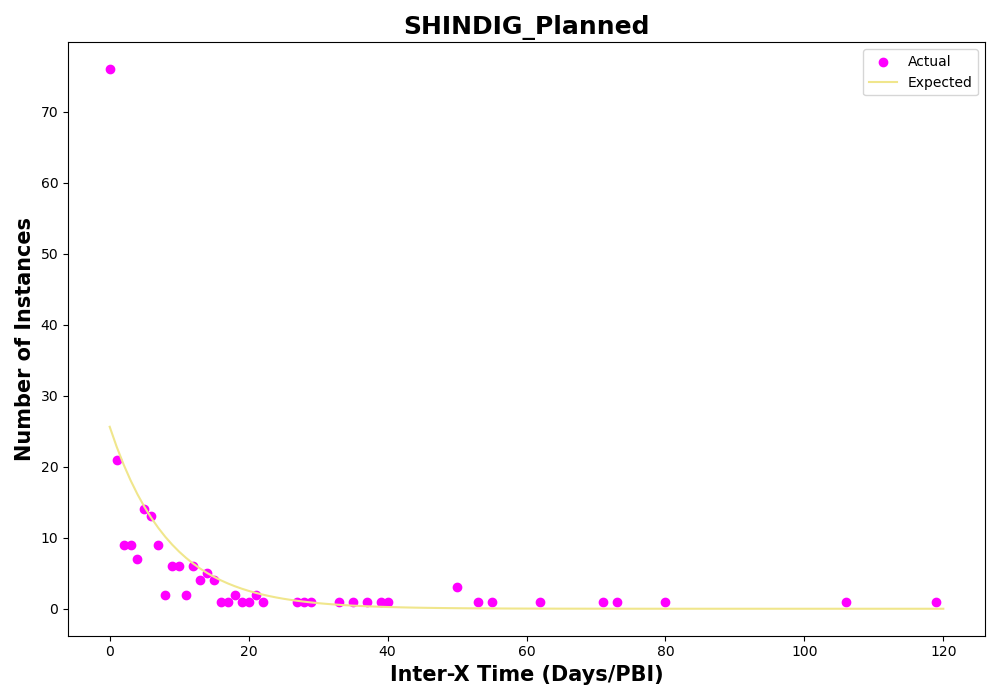 SHINDIG_Planned
Actual
Expected
Number of Instances
70
60
50
40
30
20
10
0
0 20 40 60 80 100 120
Inter-X Time (Days/PBI)